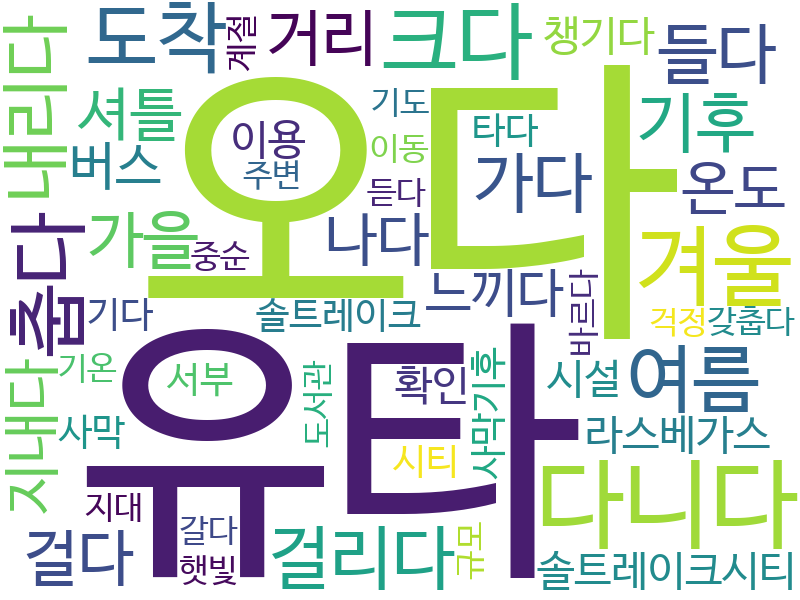 도착
계절
거리
크다
챙기다
들다
내리다
셔틀
오다
이용
기도
타다
기후
버스
주변
이동
듣다
가다
온도
춥다
가을
중순
나다
느끼다
바르다
겨울
기다
솔트레이크
걱정
갖춥다
지내다
기온
서부
도서관
유타
확인
사막기후
시설
여름
사막
시티
라스베가스
지대
걷다
갈다
햇빛
걸리다
규모
다니다
솔트레이크시티